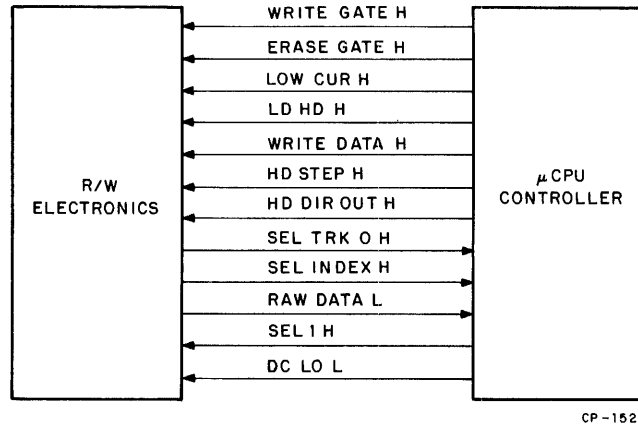 WRITE GATE H
ERASE GATE H
LOW CUR H
LD HD H
WRITE DATA H
HD STEP H
HD DIR OUT H
SEL TRK 0 H
SEL INDEX H
RAW DATA L
SEL 1 H
DC LO L
R/W
ELECTRONICS
μCPU
CONTROLLER
CP-152